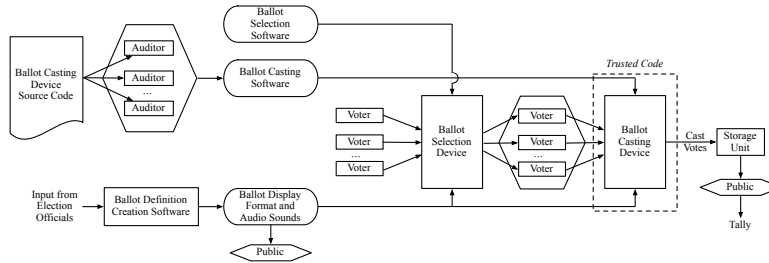 Ballot
Selection
Software
Ballot Casting
Device
Source Code
Auditor
Auditor
...
Auditor
Ballot Casting
Software
Trusted Code
Voter
Voter
...
Voter
Ballot
Selection
Device
Voter
Voter
...
Voter
Ballot
Casting
Device
Cast
Votes
Storage
Unit
Public
Tally
Input from
Election
Officials
Ballot Definition
Creation Software
Ballot Display
Format and
Audio Sounds
Public